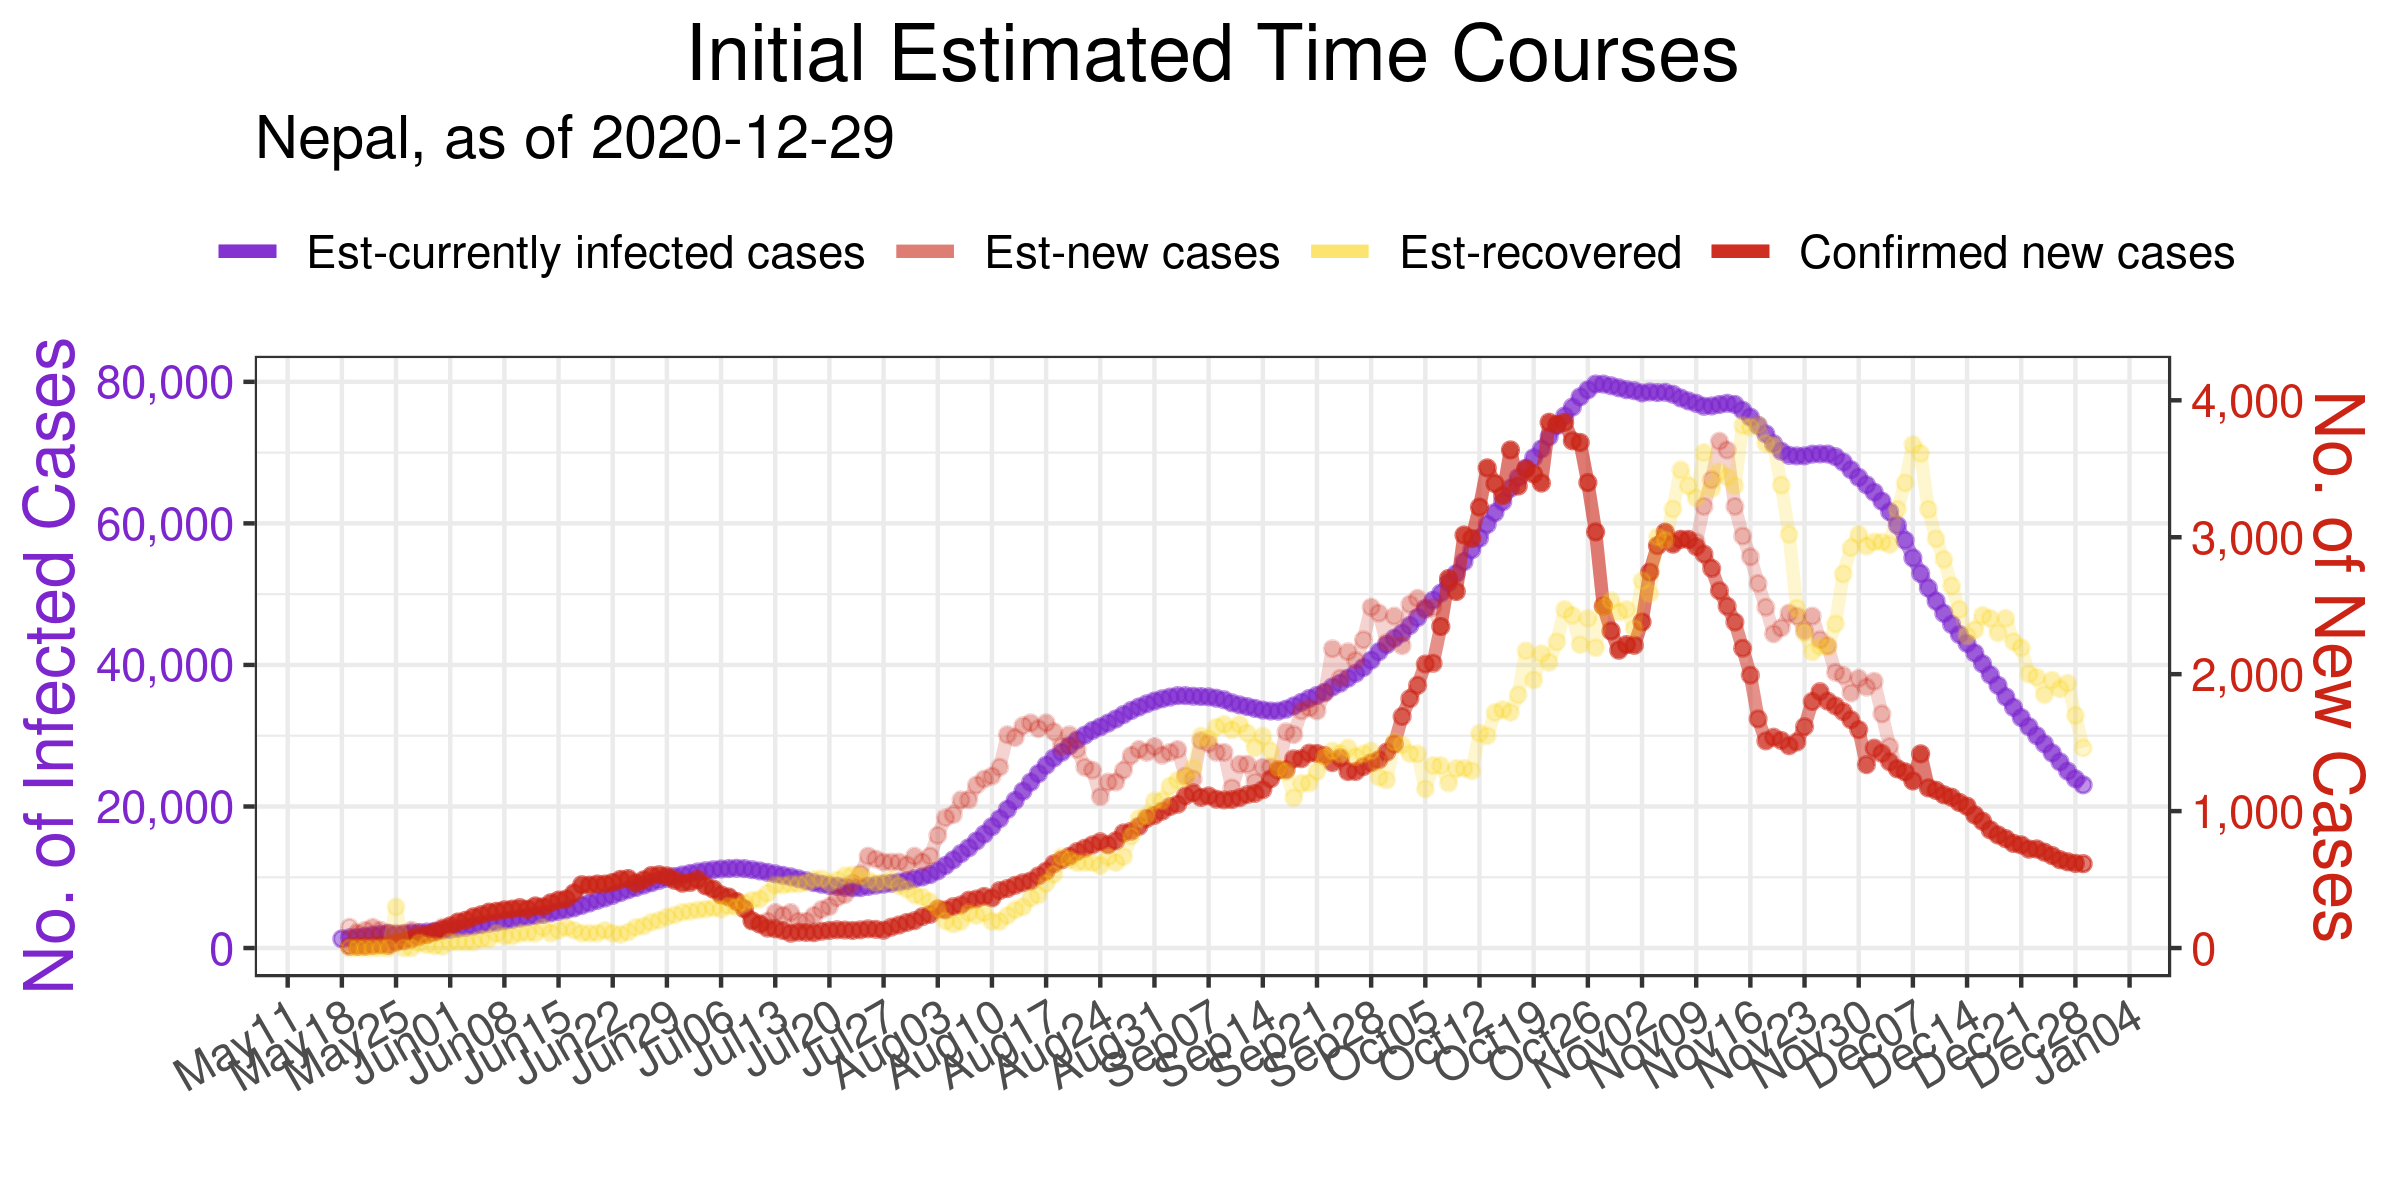 Initial Estimated Time Courses
Nepal, as of 2020-12-29
Est-currently infected cases Est-new cases Est-recovered Confirmed new cases
No. of Infected Cases
80,000
60,000
40,000
20,000
0
4,000
3,000
2,000
1,000
0
No. of New Cases
May11 May18 May25 Jun01 Jun08 Jun15 Jun22 Jun29 Jul06 Jul13 Jul20 Jul27 Aug03 Aug10 Aug17 Aug24 Aug31 Sep07 Sep14 Sep21 Sep28 Oct05 Oct12 Oct19 Oct26 Nov02 Nov09 Nov16 Nov23 Nov30 Dec07 Dec14 Dec21 Dec28 Jan04